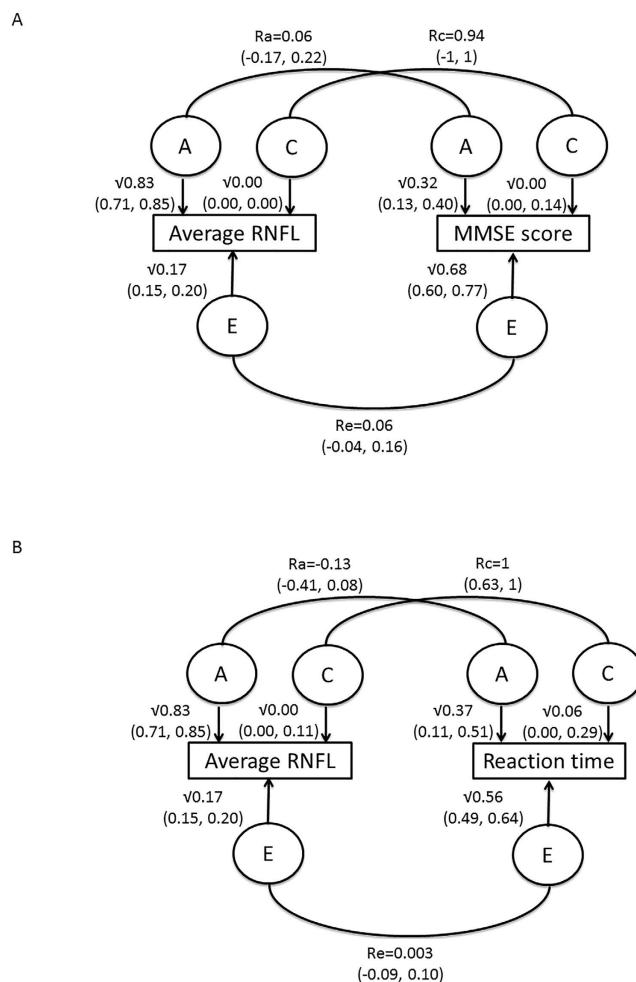 A
Ra=0.06 Rc=0.94
(-0.17, 0.22) (-1, 1)
A C A C
√0.83 √0.00 √0.32 √0.00
(0.71, 0.85) (0.00, 0.00) (0.13, 0.40) (0.00, 0.14)
Average RNFL MMSE score
√0.17 √0.68
(0.15, 0.20) (0.60, 0.77)
E E
Re=0.06
(-0.04, 0.16)
B
Ra=-0.13 Rc=1
(-0.41, 0.08) (0.63, 1)
A C A C
√0.83 √0.00 √0.37 √0.06
(0.71, 0.85) (0.00, 0.11) (0.11, 0.51) (0.00, 0.29)
Average RNFL Reaction time
√0.17 √0.56
(0.15, 0.20) (0.49, 0.64)
E E
Re=0.003
(-0.09, 0.10)